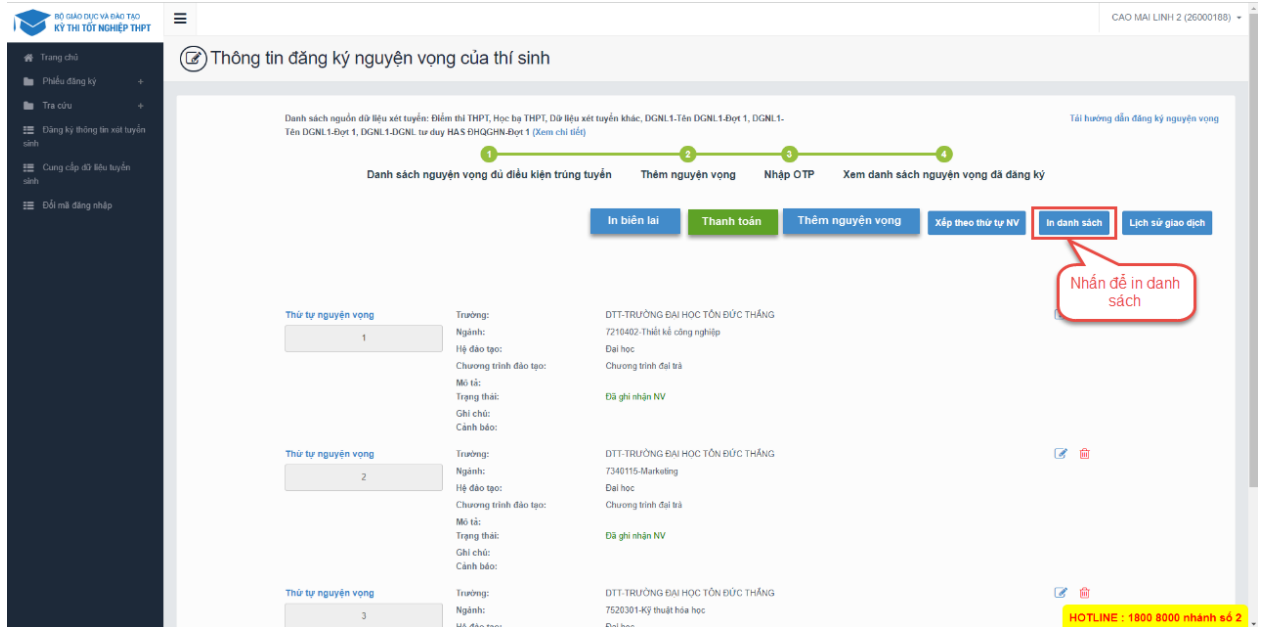 BỘ GIÁO DỤC VÀ ĐÀO TẠO
KỲ THI TỐT NGHIỆP THPT
CAO MAI LINH 2 (26000188)
Trang chủ
Phiếu đăng ký +
Tra cứu +
Đăng ký thông tin xét tuyển
sinh
Cung cấp dữ liệu tuyển
sinh
Đổi mã đăng nhập
Thông tin đăng ký nguyện vọng của thí sinh
Danh sách nguồn dữ liệu xét tuyển: Điểm thi THPT, Học bạ THPT, Dữ liệu xét tuyển khác, DGNL1-Tên DGNL1-Đợt 1, DGNL1-
Tên DGNL1-Đợt 1, DGNL1-DGNL tư duy HAS ĐHQGHN-Đợt 1 (Xem chi tiết)
Tải hướng dẫn đăng ký nguyện vọng
1 2 3 4
Danh sách nguyện vọng đủ điều kiện trúng tuyển Thêm nguyện vọng Nhập OTP Xem danh sách nguyện vọng đã đăng ký
In biên lai Thanh toán Thêm nguyện vọng Xếp theo thứ tự NV In danh sách Lịch sử giao dịch
Nhấn để in danh
sách
Thứ tự nguyện vọng
1
Trường: DTT-TRƯỜNG ĐẠI HỌC TÔN ĐỨC THẮNG
Ngành: 7210402-Thiết kế công nghiệp
Hệ đào tạo: Đại học
Chương trình đào tạo: Chương trình đại trà
Mô tả:
Trạng thái: Đã ghi nhận NV
Ghi chú:
Cảnh báo:
Thứ tự nguyện vọng
2
Trường: DTT-TRƯỜNG ĐẠI HỌC TÔN ĐỨC THẮNG
Ngành: 7340115-Marketing
Hệ đào tạo: Đại học
Chương trình đào tạo: Chương trình đại trà
Mô tả:
Trạng thái: Đã ghi nhận NV
Ghi chú:
Cảnh báo:
Thứ tự nguyện vọng
3
Trường: DTT-TRƯỜNG ĐẠI HỌC TÔN ĐỨC THẮNG
Ngành: 7520301-Kỹ thuật hóa học
Hệ đào tạo: Đại học
HOTLINE : 1800 8000 nhánh số 2